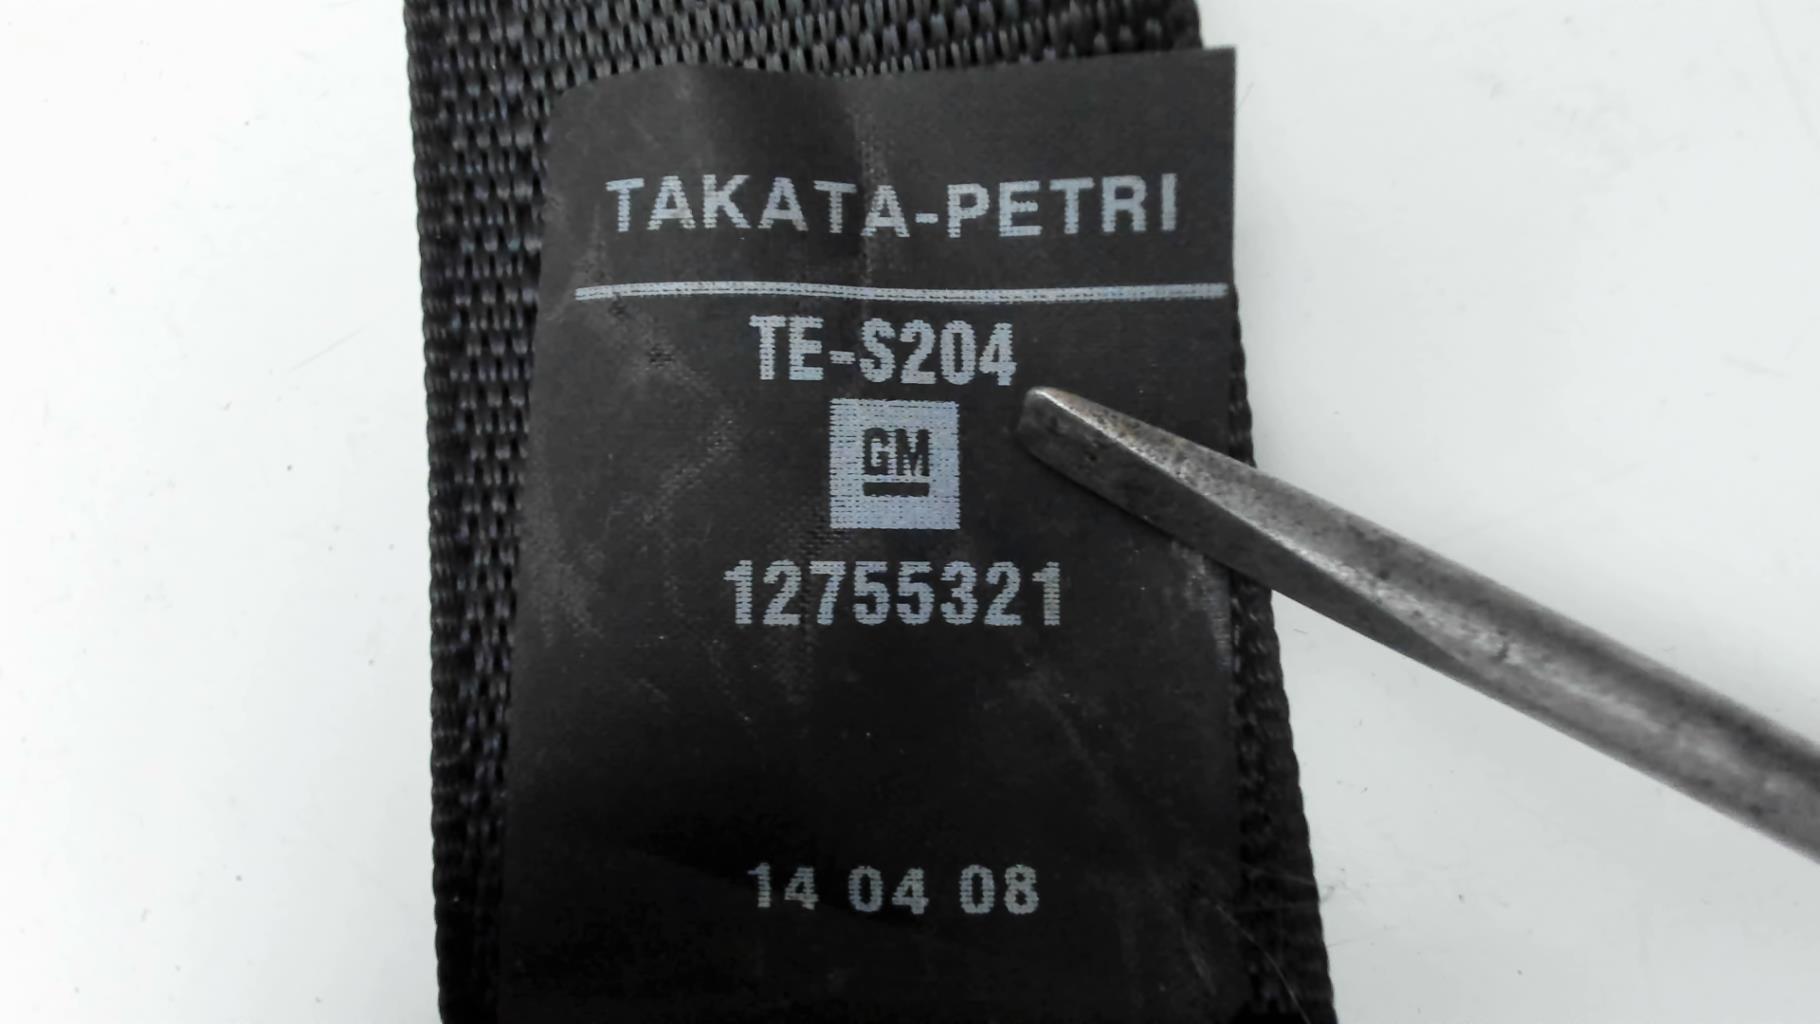 TAKATA-PETRI
TE-S204
GM
12755321
14 04 08